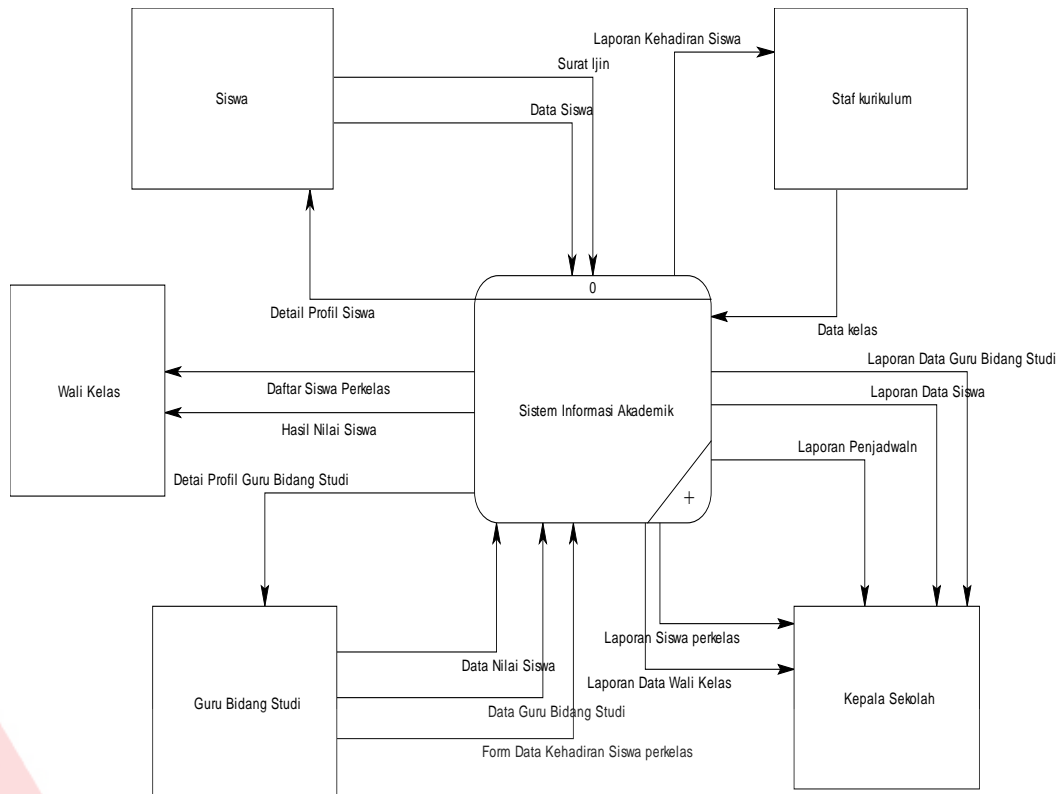 Laporan Kehadiran Siswa
Surat Ijin
Siswa
Staf kurikulum
Data Siswa
0
Detail Profil Siswa
Data kelas
Laporan Data Guru Bidang Studi
Daftar Siswa Perkelas
Wali Kelas
Laporan Data Siswa
Sistem Informasi Akademik
Hasil Nilai Siswa
Laporan Penjadwaln
Detai Profil Guru Bidang Studi
+
Laporan Siswa perkelas
Data Nilai Siswa
Laporan Data Wali Kelas
Guru Bidang Studi
Kepala Sekolah
Data Guru Bidang Studi
Form Data Kehadiran Siswa perkelas